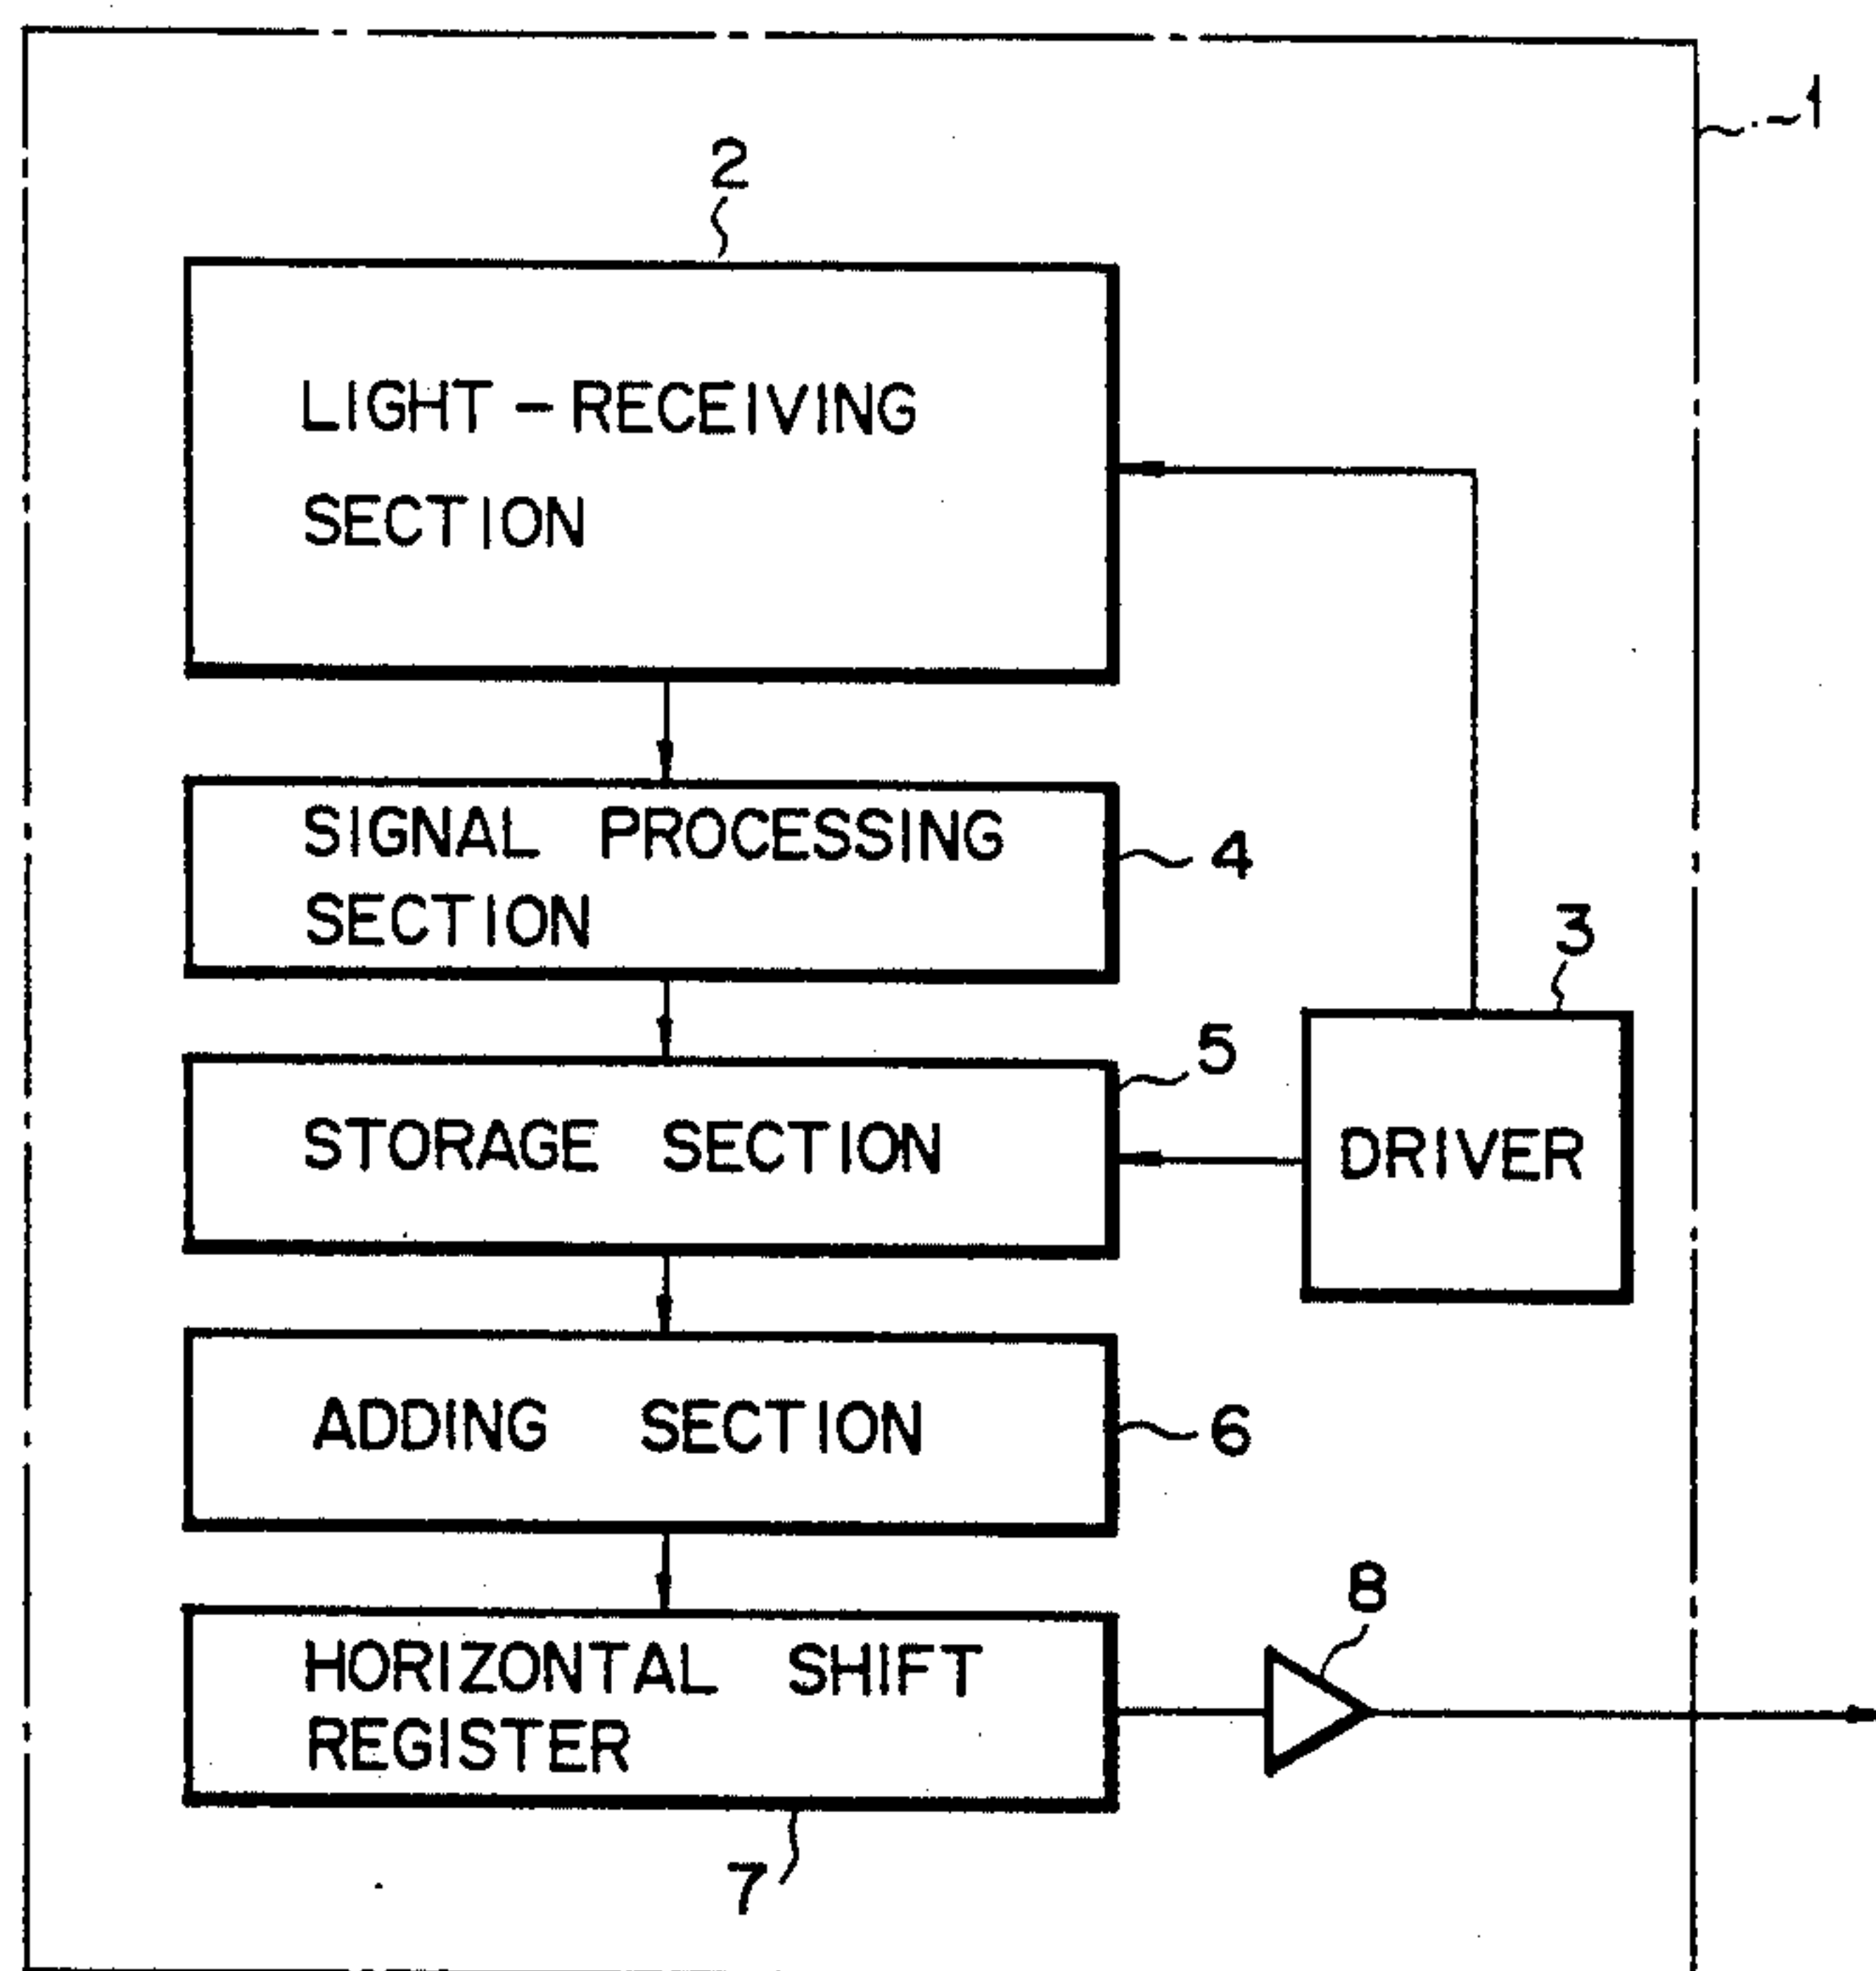 1
2
LIGHT-RECEIVING
SECTION
SIGNAL PROCESSING
SECTION
4
3
5
STORAGE SECTION
DRIVER
ADDING SECTION
6
8
HORIZONTAL SHIFT
REGISTER
7